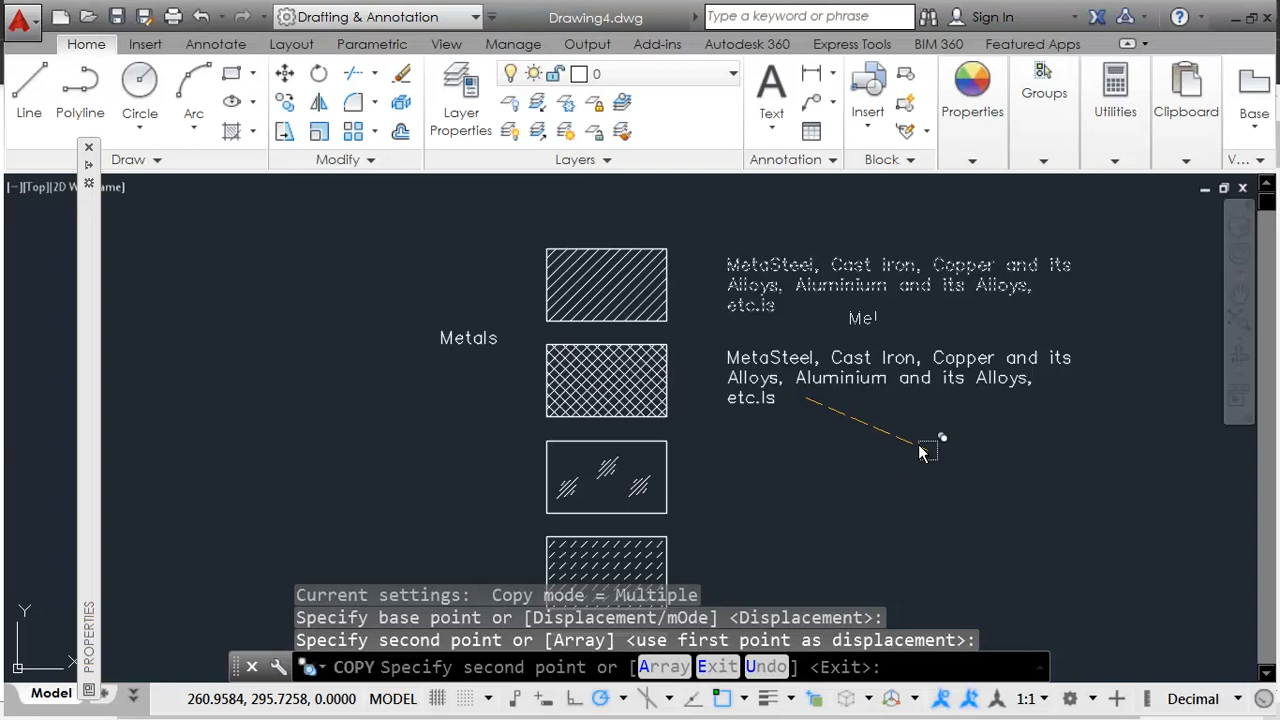 Drafting & Annotation
Drawing4.dwg
Type a keyword or phrase
Sign In
Home
Insert
Annotate
Layout
Parametric
View
Manage
Output
Add-ins
Autodesk 360
Express Tools
BIM 360
Featured Apps
Line
Polyline
Circle
Arc
Draw
Modify
Layer
Properties
0
Layers
Text
Annotation
Insert
Block
Properties
Groups
Utilities
Clipboard
Base
V...
[−][Top][2D W
ame]
MetaSteel, Cast Iron, Copper and its
Alloys, Aluminium and its Alloys,
etc.ls
Metals
MetaSteel, Cast Iron, Copper and its
Alloys, Aluminium and its Alloys,
etc.ls
Y
X
PROPERTIES
Current settings: Copy mode = Multiple
Specify base point or [Displacement/mOde] <Displacement>:
Specify second point or [Array] <use first point as displacement>:
COPY Specify second point or [Array Exit Undo] <Exit>:
Model
260.9584, 295.7258, 0.0000
MODEL
1:1
Decimal